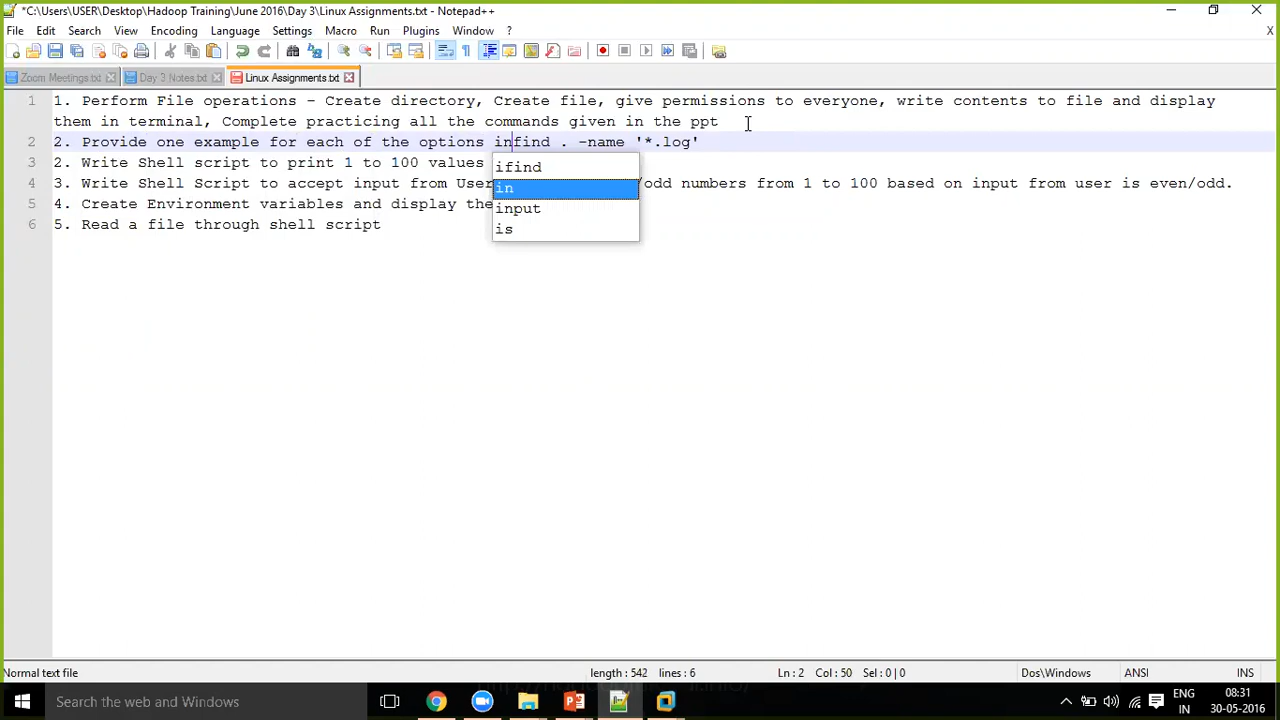 *C:\Users\USER\Desktop\Hadoop Training\June 2016\Day 3\Linux Assignments.txt - Notepad++
File Edit Search View Encoding Language Settings Macro Run Plugins Window ? X
Zoom Meetings.txt Day 3 Notes.txt Linux Assignments.txt
1 1. Perform File operations - Create directory, Create file, give permissions to everyone, write contents to file and display
them in terminal, Complete practicing all the commands given in the ppt
2 2. Provide one example for each of the options infind . -name '*.log'
3 2. Write Shell script to print 1 to 100 values
4 3. Write Shell Script to accept input from User /odd numbers from 1 to 100 based on input from user is even/odd.
5 4. Create Environment variables and display the
6 5. Read a file through shell script
ifind
in
input
is
Normal text file length : 542 lines : 6 Ln : 2 Col : 50 Sel : 0 | 0 Dos\Windows ANSI INS
Search the web and Windows
ENG
IN
08:31
30-05-2016